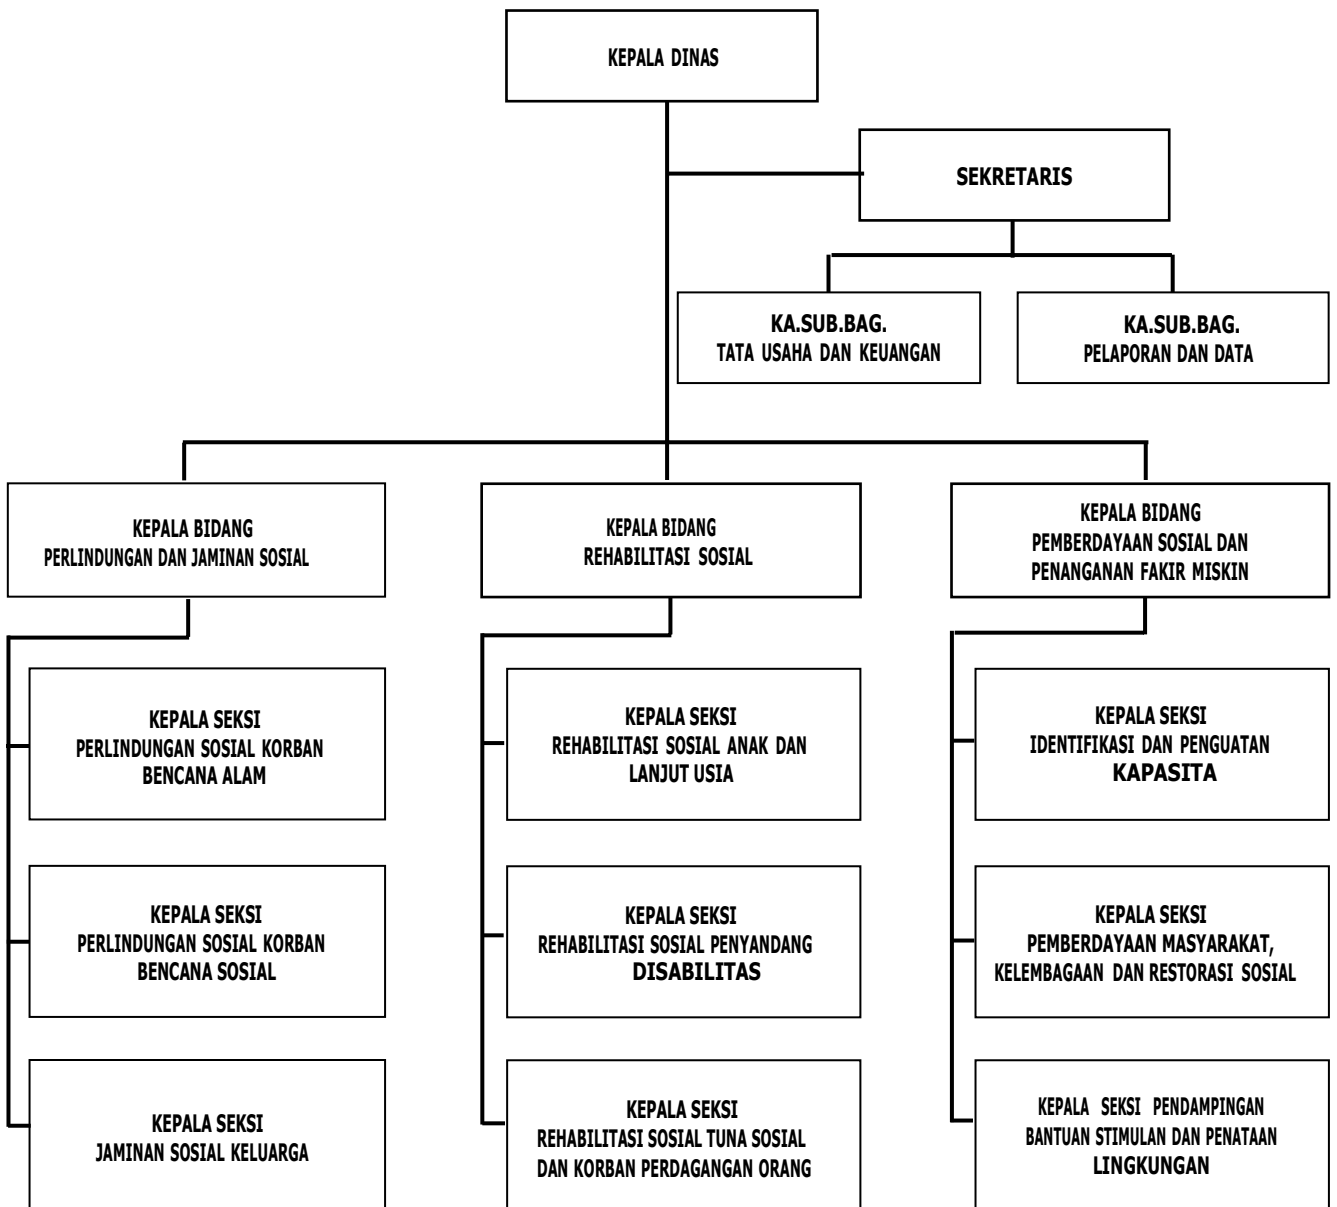 KEPALA DINAS
SEKRETARIS
KA.SUB.BAG.
TATA USAHA DAN KEUANGAN
KA.SUB.BAG.
PELAPORAN DAN DATA
KEPALA BIDANG
PERLINDUNGAN DAN JAMINAN SOSIAL
KEPALA BIDANG
REHABILITASI SOSIAL
KEPALA BIDANG
PEMBERDAYAAN SOSIAL DAN
PENANGANAN FAKIR MISKIN
KEPALA SEKSI
PERLINDUNGAN SOSIAL KORBAN
BENCANA ALAM
KEPALA SEKSI
REHABILITASI SOSIAL ANAK DAN
LANJUT USIA
KEPALA SEKSI
IDENTIFIKASI DAN PENGUATAN
KAPASITA
KEPALA SEKSI
PERLINDUNGAN SOSIAL KORBAN
BENCANA SOSIAL
KEPALA SEKSI
REHABILITASI SOSIAL PENYANDANG
DISABILITAS
KEPALA SEKSI
PEMBERDAYAAN MASYARAKAT,
KELEMBAGAAN DAN RESTORASI SOSIAL
KEPALA SEKSI
JAMINAN SOSIAL KELUARGA
KEPALA SEKSI
REHABILITASI SOSIAL TUNA SOSIAL
DAN KORBAN PERDAGANGAN ORANG
KEPALA SEKSI PENDAMPINGAN
BANTUAN STIMULAN DAN PENATAAN
LINGKUNGAN